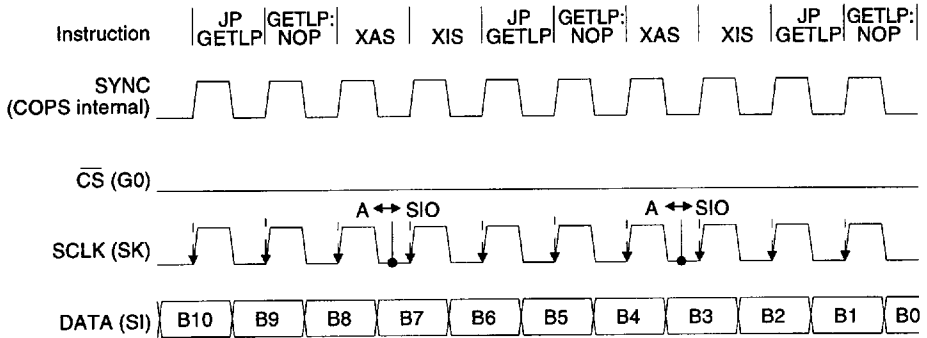 JP GETLP: JP GETLP: JP GETLP:
Instruction GETLP NOP XAS XIS GETLP NOP XAS XIS GETLP NOP
SYNC
(COPS internal)
CS (G0)
A ↔ SIO A ↔ SIO
SCLK (SK)
DATA (SI) B10 B9 B8 B7 B6 B5 B4 B3 B2 B1 B0